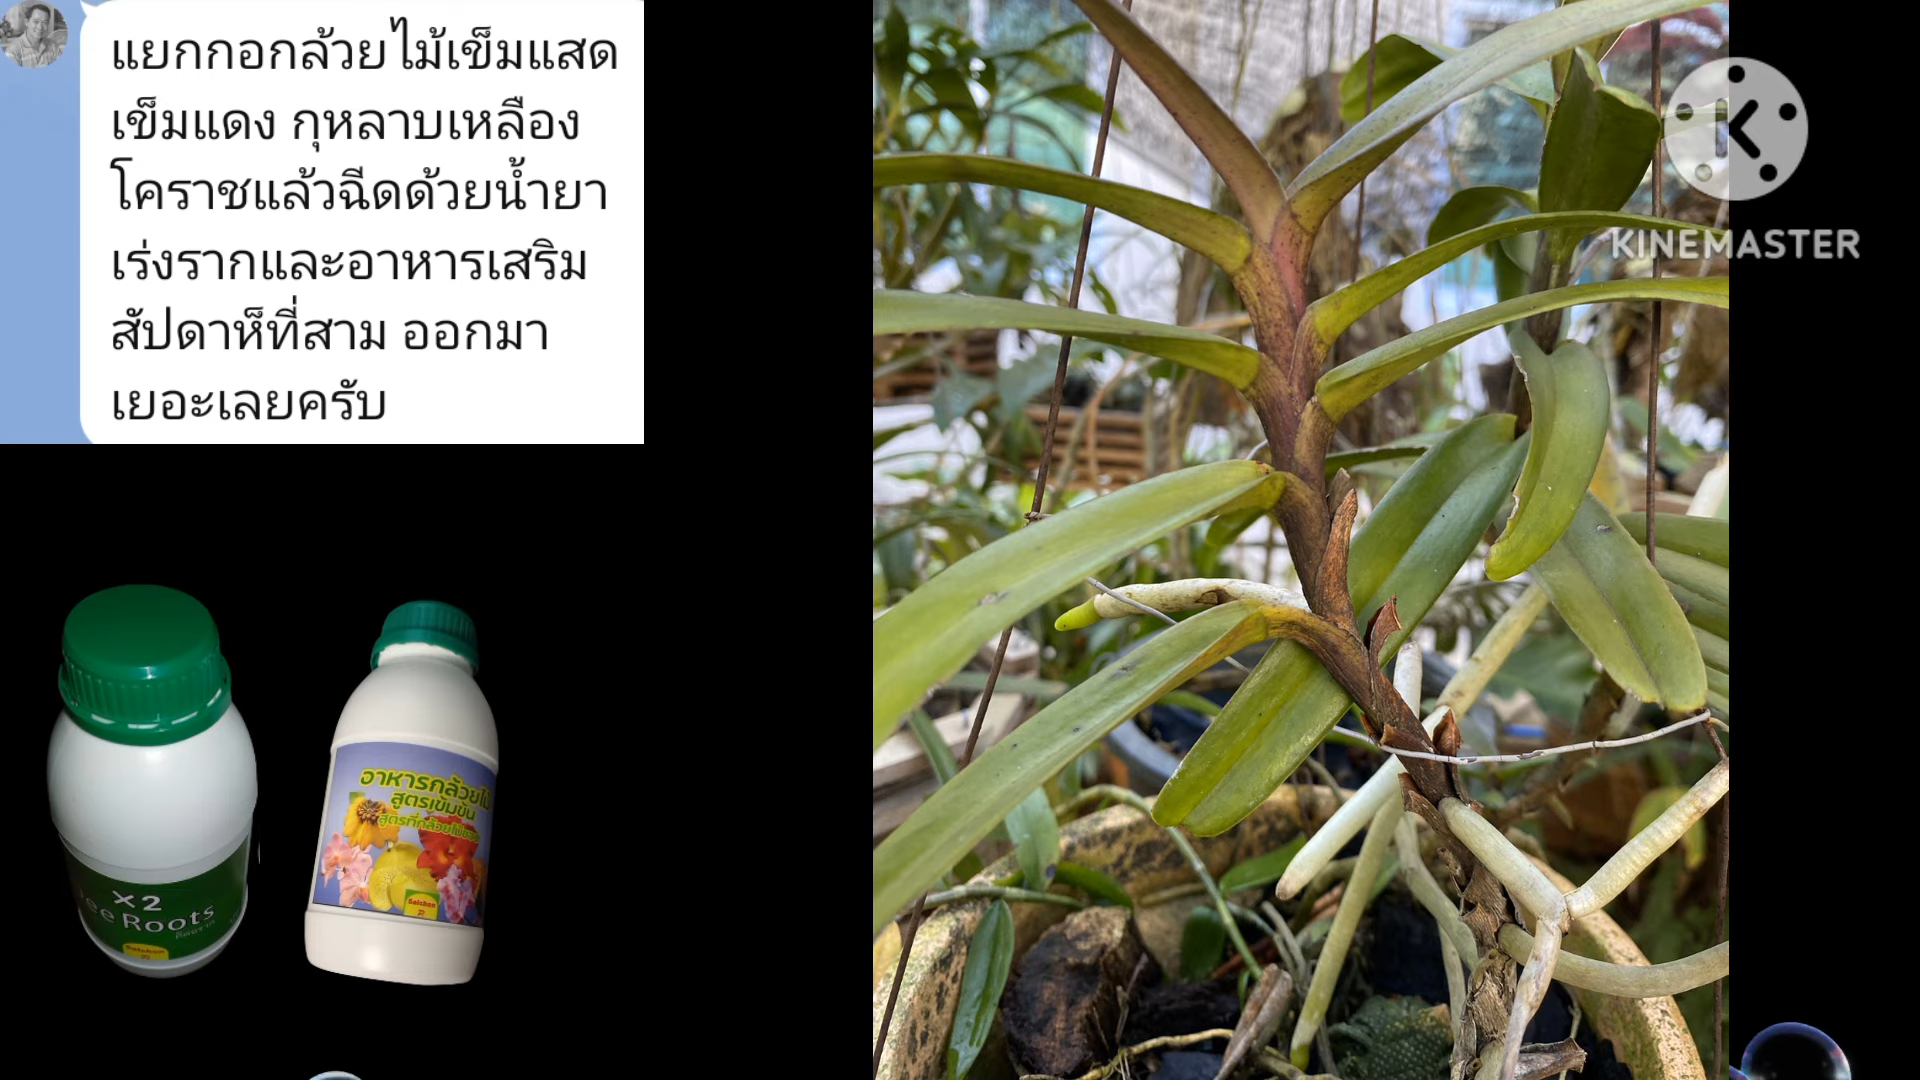 แยกกอกล้วยไม้เข็มแสด
เข็มแดง กุหลาบเหลือง
โคราชแล้วฉีดด้วยน้ำยา
เร่งรากและอาหารเสริม
สัปดาห็ที่สาม ออกมา
เยอะเลยครับ
KINEMASTER
X2
ee Roots
อาหารกล้วยไม้
สูตรเข้มข้น